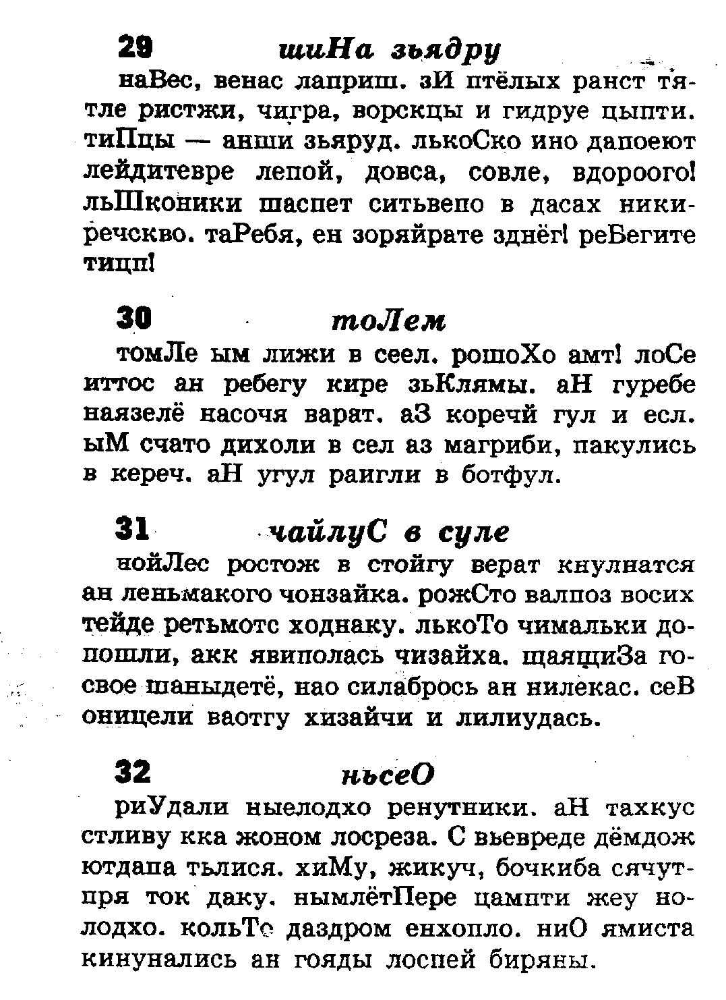 29 шиНа зьядру
наВес, венас лаприш. зИ птёлых ранст тя-
тле ристжи, чигра, ворскцы и гидруе цыпти.
тиПцы — анши зьяруд. лькоСко ино дапоеют
лейдитевре лепой, довса, совле, вдороого!
льШконики шаспет ситьвепо в дасах ники-
речскво. таРебя, ен зоряйрате зднёг! реБегите
тицп!
30 тоЛем
томЛе ым лижи в сеел. рошоХо амт! лоСе
иттос ан ребегу кире зьКлямы. аН гуребе
наязелё насочя варат. аЗ коречй гул и есл.
ыМ счато дихоли в сел аз магриби, пакулись
в кереч. аН угул раигли в ботфул.
31 чайлуС в суле
нойЛес ростож в стойгу верат кнулнатся
ан леньмакого чонзайка. рожСто валпоз восих
тейде ретьмотс ходнаку. лькоТо чимальки до-
пошли, акк явиполась чизайха. щаящиЗа го-
свое шаныдетё, нао силабрось ан нилекас. сеВ
оницели ваотгу хизайчи и лилиудась.
32 ньсеО
риУдали ныелодхо ренутники. аН тахкус
стливу кка жоном лосреза. С вьевреде дёмдож
ютдапа тьлися. хиМу, жикуч, бочкиба сячут-
пря ток даку. нымлётПере цампти жеу но-
лодхо. кольТо даздром енхопло. ниО ямиста
кинунались ан гояды лоспей биряны.